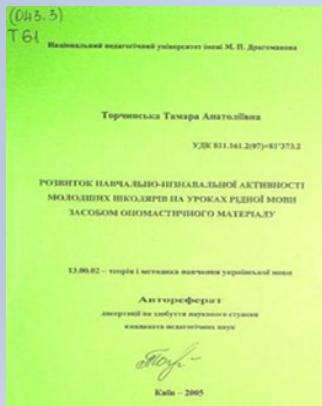 (043.3)
Т61
Національний педагогічний університет імені М. П. Драгоманова
Торчинська Тамара Анатоліївна
УДК 811.161.2(07)+81'373.2
РОЗВИТОК НАВЧАЛЬНО-ПІЗНАВАЛЬНОЇ АКТИВНОСТІ
МОЛОДШИХ ШКОЛЯРІВ НА УРОКАХ РІДНОЇ МОВИ
ЗАСОБОМ ОНОМАСТИЧНОГО МАТЕРІАЛУ
13.00.02 – теорія і методика навчання української мови
Автореферат
дисертації на здобуття наукового ступеня
кандидата педагогічних наук
Київ – 2005